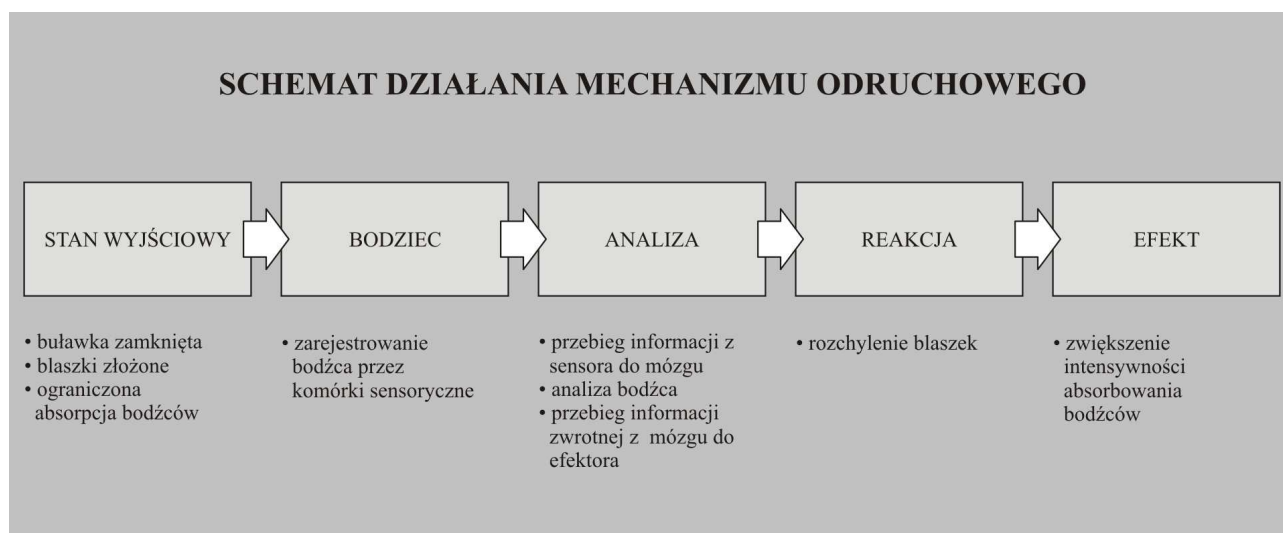 SCHEMAT DZIAŁANIA MECHANIZMU ODRUCHOWEGO
STAN WYJŚCIOWY
BODZIEC
ANALIZA
REAKCJA
EFEKT
• buławka zamknięta
• blaszki złożone
• ograniczona
absorpcja bodźców
• zarejestrowanie
bodźca przez
komórki sensoryczne
• przebieg informacji z
sensora do mózgu
• analiza bodźca
• przebieg informacji
zwrotnej z mózgu do
efektora
• rozchylenie blaszek
• zwiększenie
intensywności
absorbowania
bodźców